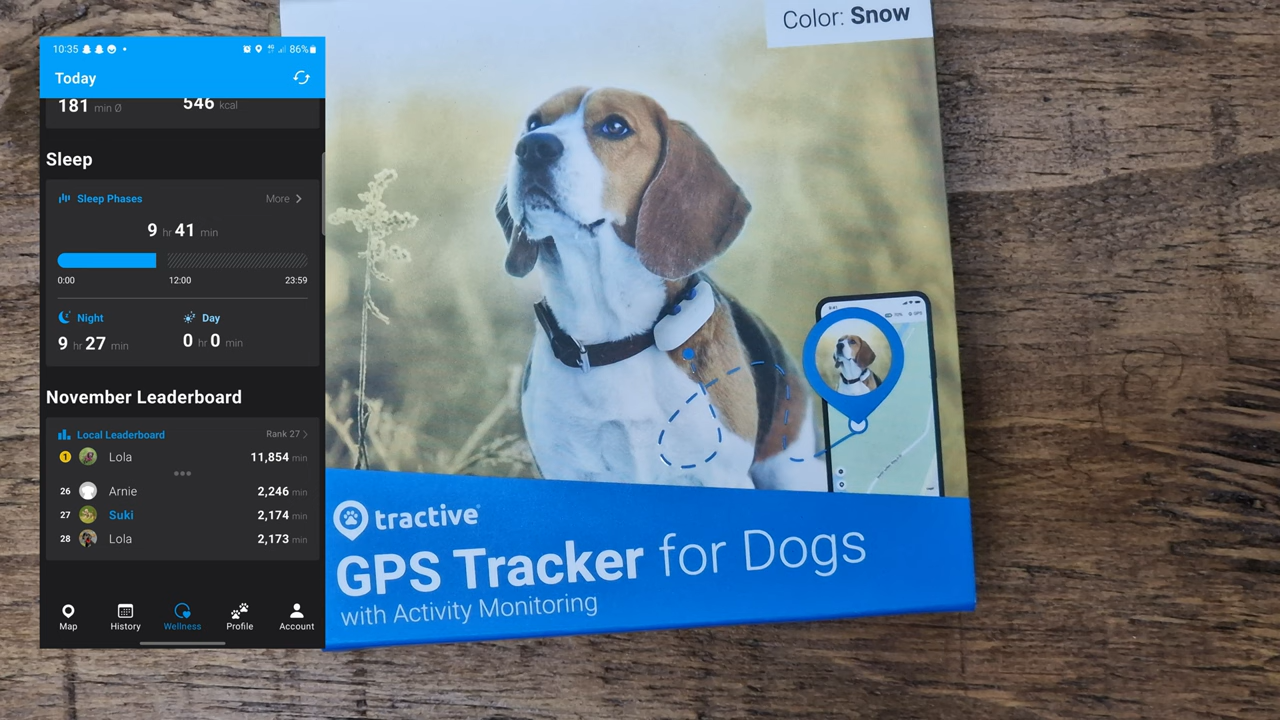 10:35
86%
Today
181 min Ø
546 kcal
Sleep
Sleep Phases
More
9 hr 41 min
0:00
12:00
23:59
Night
Day
9 hr 27 min
0 hr 0 min
November Leaderboard
Local Leaderboard
Rank 27
1 Lola 11,854 min
26 Arnie 2,246 min
27 Suki 2,174 min
28 Lola 2,173 min
Map
History
Wellness
Profile
Account
Color: Snow
tractive®
GPS Tracker for Dogs
with Activity Monitoring